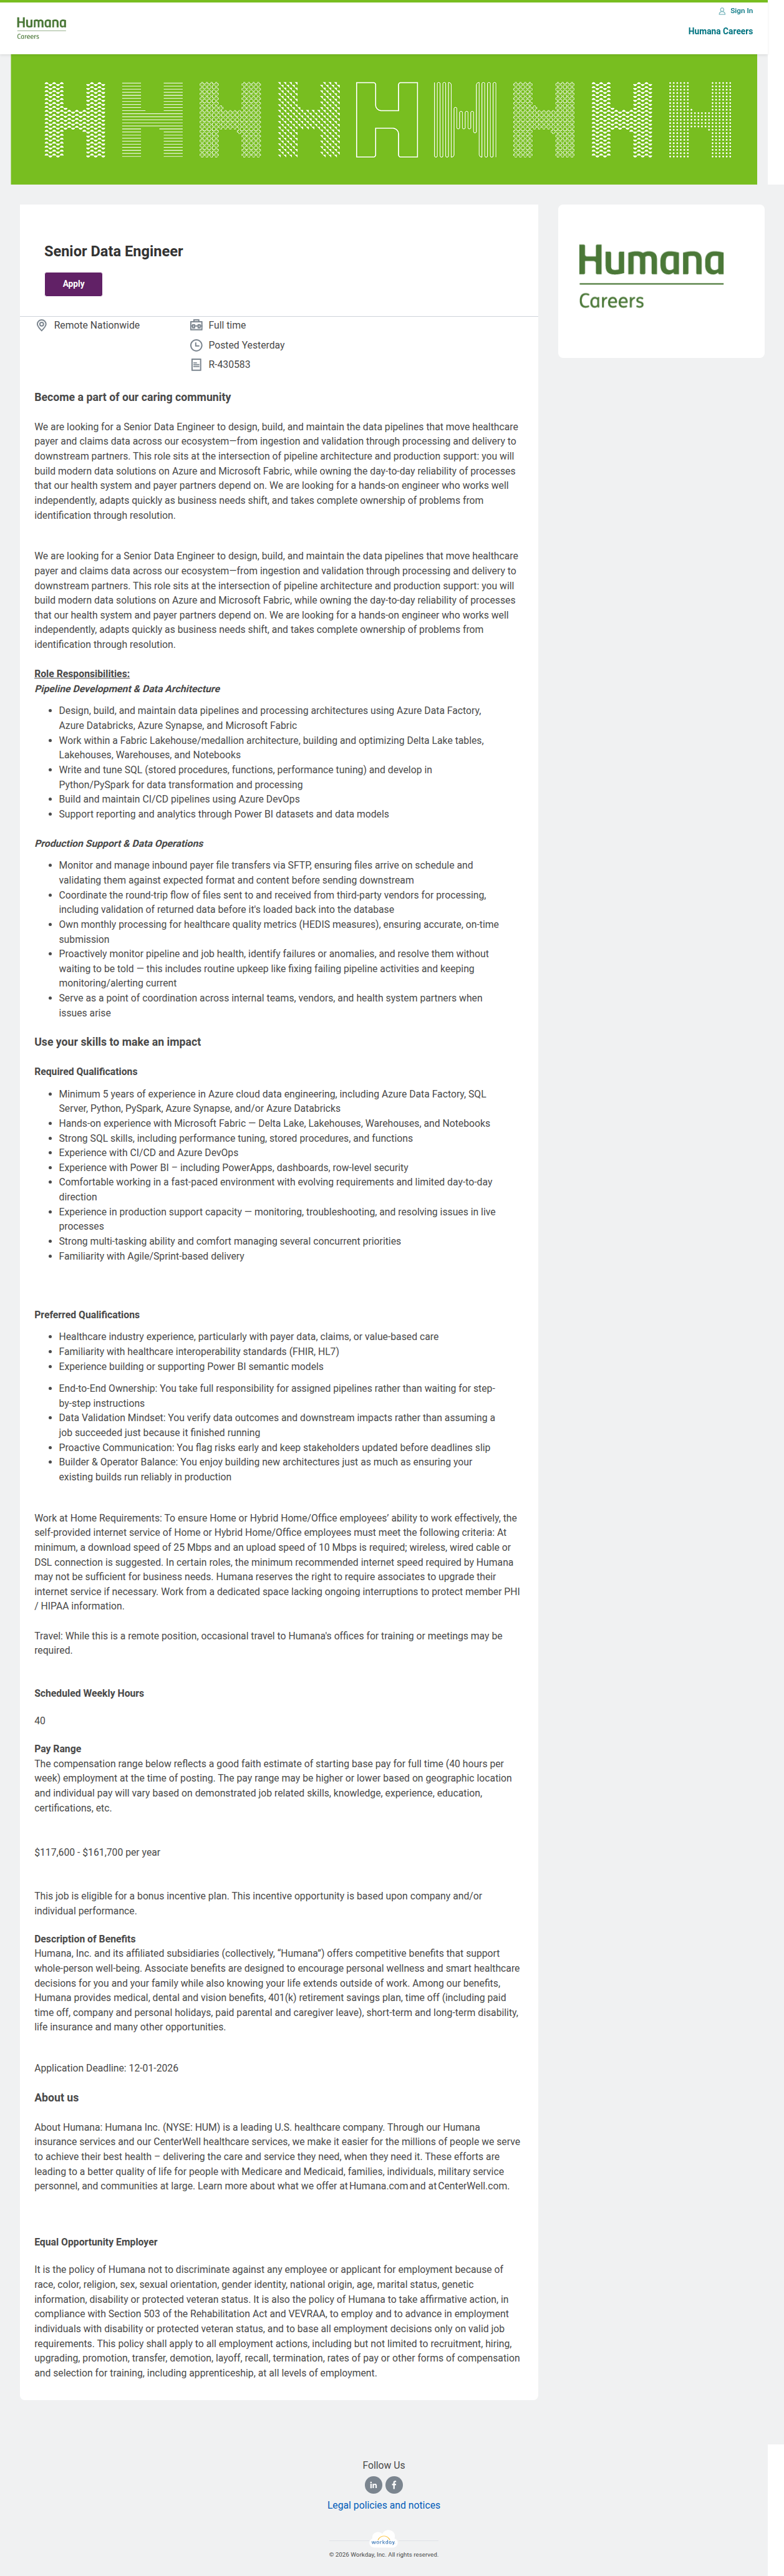 Humana
Careers
Sign In
Humana Careers
Senior Data Engineer
Apply
Humana
Careers
Remote Nationwide
Full time
Posted Yesterday
R-430583
Become a part of our caring community
We are looking for a Senior Data Engineer to design, build, and maintain the data pipelines that move healthcare
payer and claims data across our ecosystem—from ingestion and validation through processing and delivery to
downstream partners. This role sits at the intersection of pipeline architecture and production support: you will
build modern data solutions on Azure and Microsoft Fabric, while owning the day-to-day reliability of processes
that our health system and payer partners depend on. We are looking for a hands-on engineer who works well
independently, adapts quickly as business needs shift, and takes complete ownership of problems from
identification through resolution.
We are looking for a Senior Data Engineer to design, build, and maintain the data pipelines that move healthcare
payer and claims data across our ecosystem—from ingestion and validation through processing and delivery to
downstream partners. This role sits at the intersection of pipeline architecture and production support: you will
build modern data solutions on Azure and Microsoft Fabric, while owning the day-to-day reliability of processes
that our health system and payer partners depend on. We are looking for a hands-on engineer who works well
independently, adapts quickly as business needs shift, and takes complete ownership of problems from
identification through resolution.
Role Responsibilities:
Pipeline Development & Data Architecture
• Design, build, and maintain data pipelines and processing architectures using Azure Data Factory,
Azure Databricks, Azure Synapse, and Microsoft Fabric
• Work within a Fabric Lakehouse/medallion architecture, building and optimizing Delta Lake tables,
Lakehouses, Warehouses, and Notebooks
• Write and tune SQL (stored procedures, functions, performance tuning) and develop in
Python/PySpark for data transformation and processing
• Build and maintain CI/CD pipelines using Azure DevOps
• Support reporting and analytics through Power BI datasets and data models
Production Support & Data Operations
• Monitor and manage inbound payer file transfers via SFTP, ensuring files arrive on schedule and
validating them against expected format and content before sending downstream
• Coordinate the round-trip flow of files sent to and received from third-party vendors for processing,
including validation of returned data before it's loaded back into the database
• Own monthly processing for healthcare quality metrics (HEDIS measures), ensuring accurate, on-time
submission
• Proactively monitor pipeline and job health, identify failures or anomalies, and resolve them without
waiting to be told — this includes routine upkeep like fixing failing pipeline activities and keeping
monitoring/alerting current
• Serve as a point of coordination across internal teams, vendors, and health system partners when
issues arise
Use your skills to make an impact
Required Qualifications
• Minimum 5 years of experience in Azure cloud data engineering, including Azure Data Factory, SQL
Server, Python, PySpark, Azure Synapse, and/or Azure Databricks
• Hands-on experience with Microsoft Fabric — Delta Lake, Lakehouses, Warehouses, and Notebooks
• Strong SQL skills, including performance tuning, stored procedures, and functions
• Experience with CI/CD and Azure DevOps
• Experience with Power BI – including PowerApps, dashboards, row-level security
• Comfortable working in a fast-paced environment with evolving requirements and limited day-to-day
direction
• Experience in production support capacity — monitoring, troubleshooting, and resolving issues in live
processes
• Strong multi-tasking ability and comfort managing several concurrent priorities
• Familiarity with Agile/Sprint-based delivery
Preferred Qualifications
• Healthcare industry experience, particularly with payer data, claims, or value-based care
• Familiarity with healthcare interoperability standards (FHIR, HL7)
• Experience building or supporting Power BI semantic models
• End-to-End Ownership: You take full responsibility for assigned pipelines rather than waiting for step-
by-step instructions
• Data Validation Mindset: You verify data outcomes and downstream impacts rather than assuming a
job succeeded just because it finished running
• Proactive Communication: You flag risks early and keep stakeholders updated before deadlines slip
• Builder & Operator Balance: You enjoy building new architectures just as much as ensuring your
existing builds run reliably in production
Work at Home Requirements: To ensure Home or Hybrid Home/Office employees' ability to work effectively, the
self-provided internet service of Home or Hybrid Home/Office employees must meet the following criteria: At
minimum, a download speed of 25 Mbps and an upload speed of 10 Mbps is required; wireless, wired cable or
DSL connection is suggested. In certain roles, the minimum recommended internet speed required by Humana
may not be sufficient for business needs. Humana reserves the right to require associates to upgrade their
internet service if necessary. Work from a dedicated space lacking ongoing interruptions to protect member PHI
/ HIPAA information.
Travel: While this is a remote position, occasional travel to Humana's offices for training or meetings may be
required.
Scheduled Weekly Hours
40
Pay Range
The compensation range below reflects a good faith estimate of starting base pay for full time (40 hours per
week) employment at the time of posting. The pay range may be higher or lower based on geographic location
and individual pay will vary based on demonstrated job related skills, knowledge, experience, education,
certifications, etc.
$117,600 - $161,700 per year
This job is eligible for a bonus incentive plan. This incentive opportunity is based upon company and/or
individual performance.
Description of Benefits
Humana, Inc. and its affiliated subsidiaries (collectively, “Humana”) offers competitive benefits that support
whole-person well-being. Associate benefits are designed to encourage personal wellness and smart healthcare
decisions for you and your family while also knowing your life extends outside of work. Among our benefits,
Humana provides medical, dental and vision benefits, 401(k) retirement savings plan, time off (including paid
time off, company and personal holidays, paid parental and caregiver leave), short-term and long-term disability,
life insurance and many other opportunities.
Application Deadline: 12-01-2026
About us
About Humana: Humana Inc. (NYSE: HUM) is a leading U.S. healthcare company. Through our Humana
insurance services and our CenterWell healthcare services, we make it easier for the millions of people we serve
to achieve their best health – delivering the care and service they need, when they need it. These efforts are
leading to a better quality of life for people with Medicare and Medicaid, families, individuals, military service
personnel, and communities at large. Learn more about what we offer at Humana.com and at CenterWell.com.
Equal Opportunity Employer
It is the policy of Humana not to discriminate against any employee or applicant for employment because of
race, color, religion, sex, sexual orientation, gender identity, national origin, age, marital status, genetic
information, disability or protected veteran status. It is also the policy of Humana to take affirmative action, in
compliance with Section 503 of the Rehabilitation Act and VEVRAA, to employ and to advance in employment
individuals with disability or protected veteran status, and to base all employment decisions only on valid job
requirements. This policy shall apply to all employment actions, including but not limited to recruitment, hiring,
upgrading, promotion, transfer, demotion, layoff, recall, termination, rates of pay or other forms of compensation
and selection for training, including apprenticeship, at all levels of employment.
Follow Us
in f
Legal policies and notices
workday
© 2026 Workday, Inc. All rights reserved.